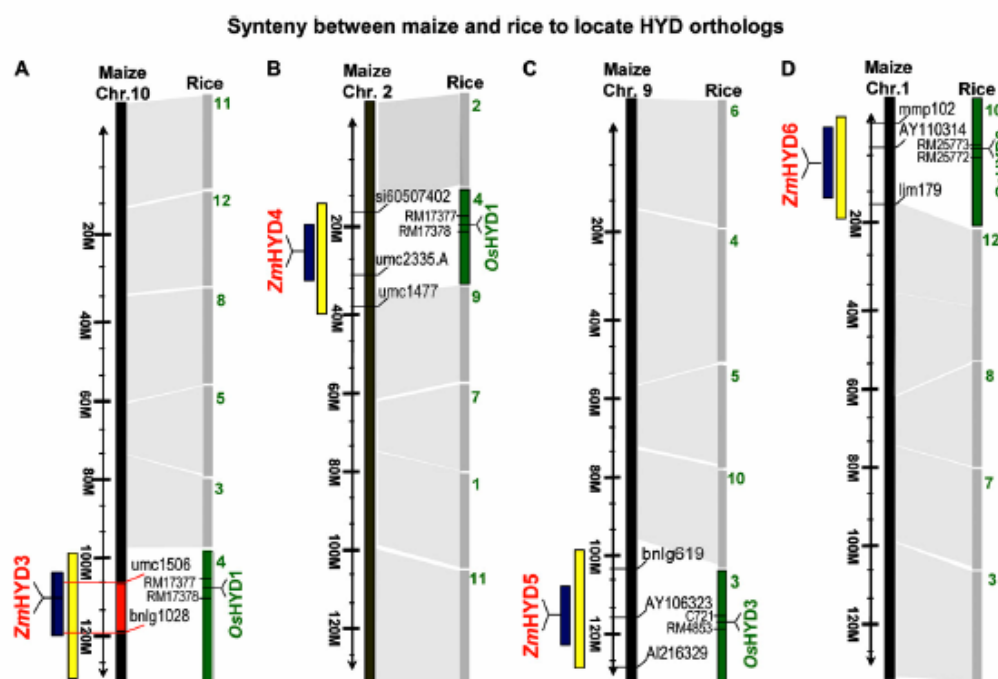 Synteny between maize and rice to locate HYD orthologs
A
Maize
Chr.10
Rice
11
12
8
5
3
4
20M
40M
60M
80M
100M
120M
umc1506
RM17377
RM17378
bnlg1028
ZmHYD3
OsHYD1
B
Maize
Chr. 2
Rice
2
4
9
7
1
11
20M
40M
60M
80M
100M
120M
si60507402
RM17377
RM17378
umc2335.A
umc1477
ZmHYD4
OsHYD1
C
Maize
Chr. 9
Rice
6
4
5
10
3
20M
40M
60M
80M
100M
120M
bnlg619
AY106323
C721
RM4853
AI216329
ZmHYD5
OsHYD3
D
Maize
Chr.1
Rice
10
12
8
7
3
20M
40M
60M
80M
100M
120M
mmp102
AY110314
RM25773
RM25772
ZmHYD6